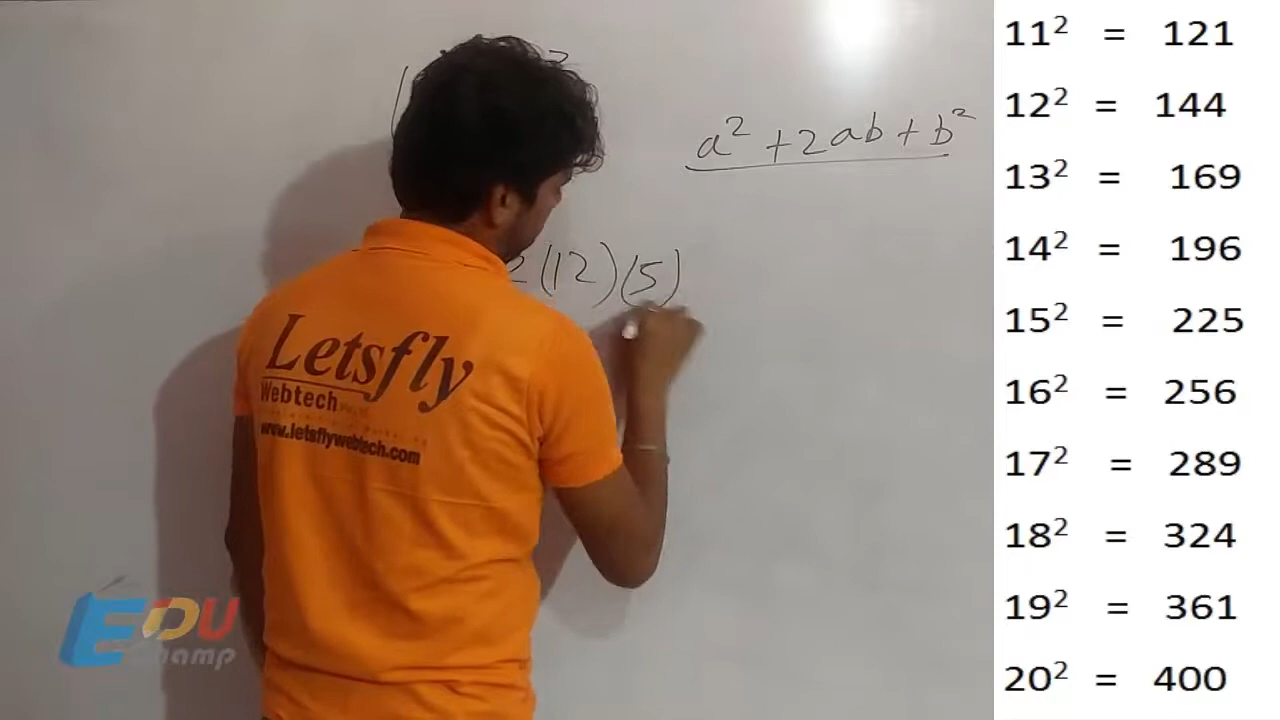 a² + 2ab + b²
2(12)(5)
Letsfly
Webtech
www.letsflywebtech.com
EDU
champ
11² = 121
12² = 144
13² = 169
14² = 196
15² = 225
16² = 256
17² = 289
18² = 324
19² = 361
20² = 400